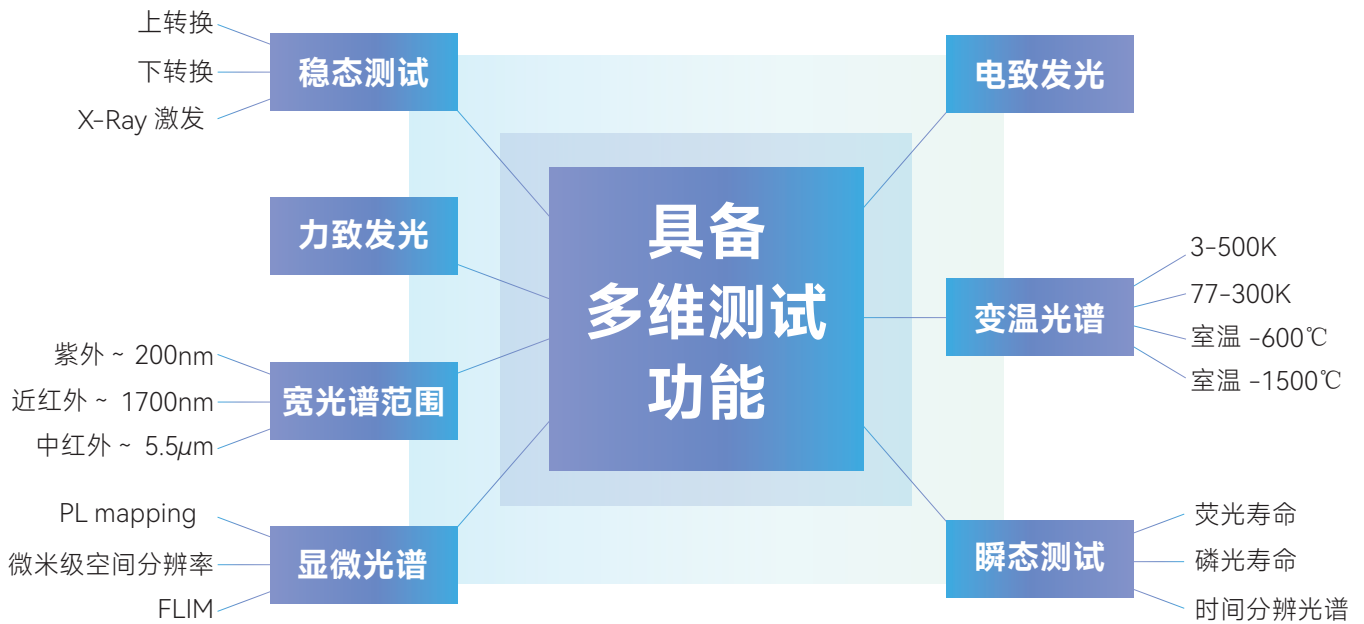 上转换
下转换
X-Ray 激发
稳态测试
力致发光
紫外 ~ 200nm
近红外 ~ 1700nm
中红外 ~ 5.5μm
宽光谱范围
PL mapping
微米级空间分辨率
FLIM
显微光谱
具备
多维测试
功能
电致发光
变温光谱
3-500K
77-300K
室温 -600℃
室温 -1500℃
瞬态测试
荧光寿命
磷光寿命
时间分辨光谱